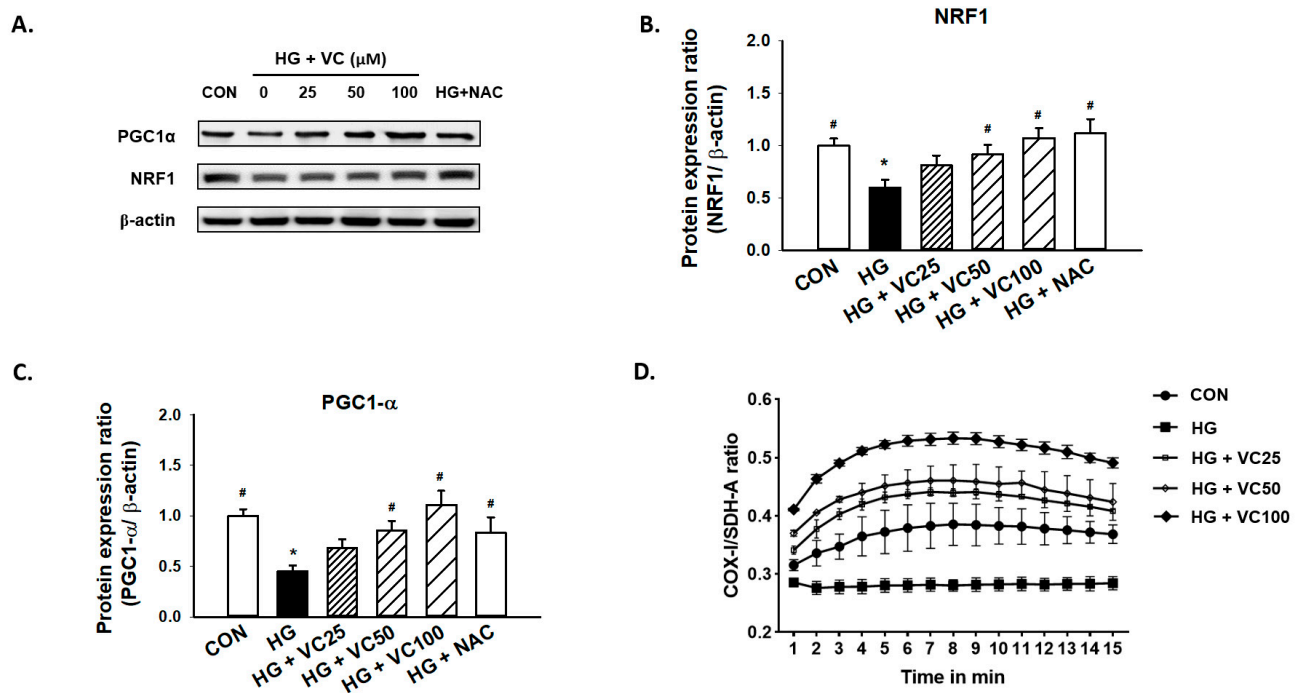 A.
HG + VC (μM)
CON 0 25 50 100 HG+NAC
PGC1α
NRF1
β-actin
B.
NRF1
Protein expression ratio
(NRF1/ β-actin)
2.0
1.5
1.0
0.5
0.0
# * # # #
CON
HG
HG + VC25
HG + VC50
HG + VC100
HG + NAC
C.
PGC1-α
Protein expression ratio
(PGC1-α/ β-actin)
2.0
1.5
1.0
0.5
0.0
# * # # #
CON
HG
HG + VC25
HG + VC50
HG + VC100
HG + NAC
D.
COX-I/SDH-A ratio
0.6
0.5
0.4
0.3
0.2
1 2 3 4 5 6 7 8 9 10 11 12 13 14 15
Time in min
CON
HG
HG + VC25
HG + VC50
HG + VC100